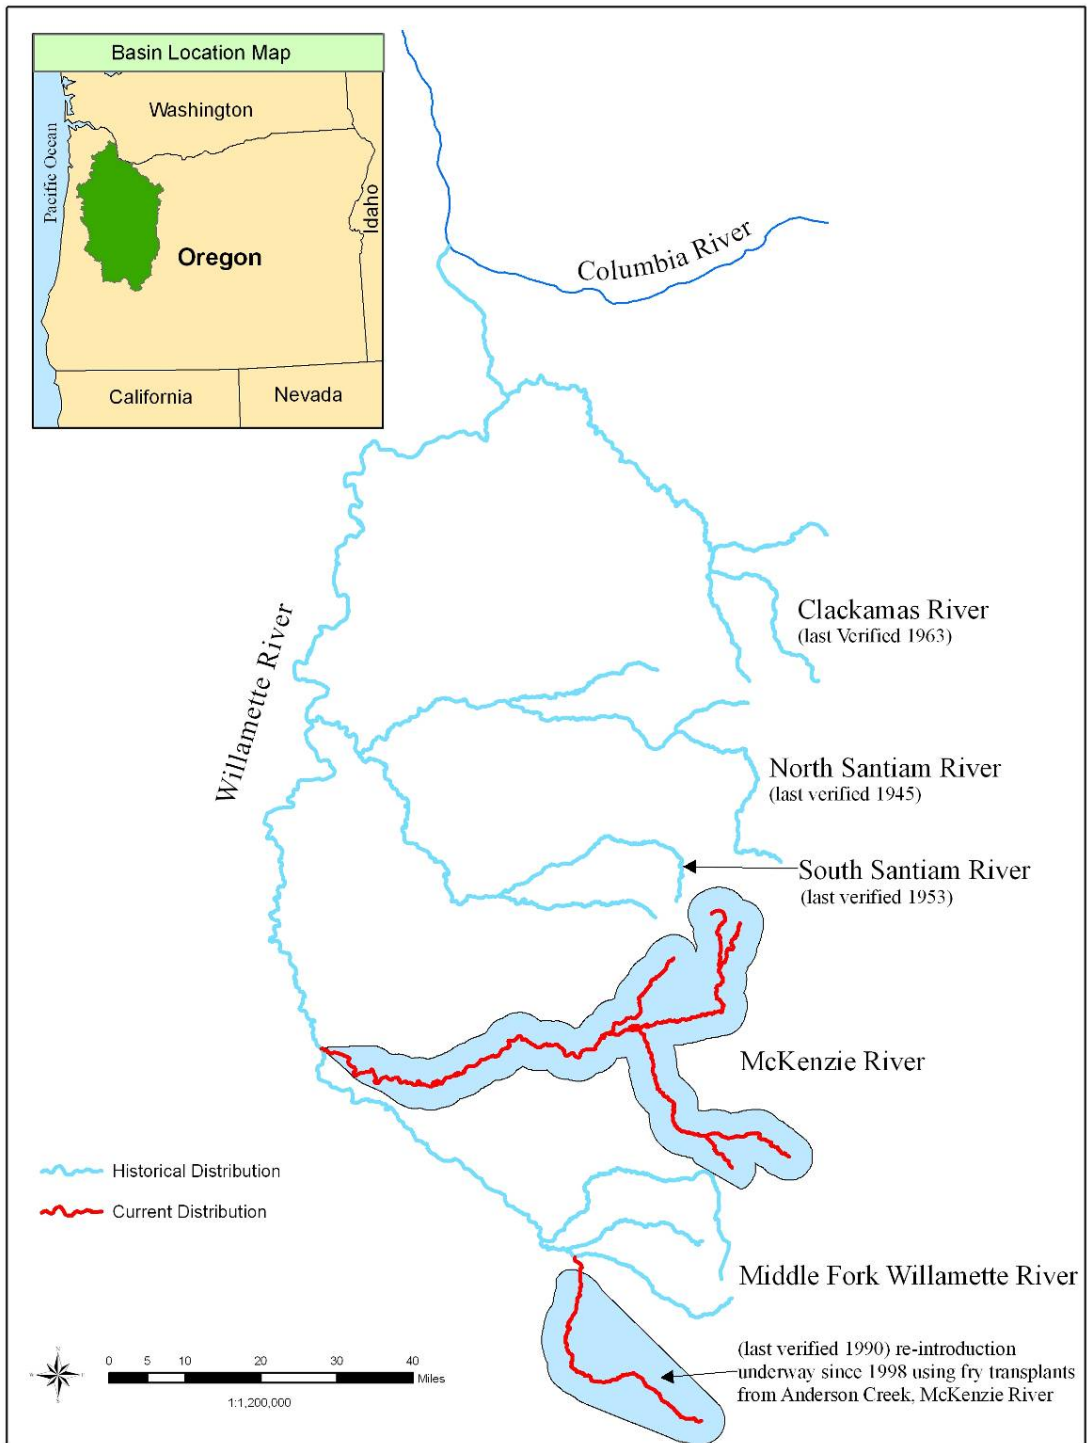 Basin Location Map
Washington
Pacific Ocean
Idaho
Oregon
California
Nevada
Columbia River
Willamette River
Clackamas River
(last Verified 1963)
North Santiam River
(last verified 1945)
South Santiam River
(last verified 1953)
McKenzie River
Historical Distribution
Current Distribution
Middle Fork Willamette River
(last verified 1990) re-introduction
underway since 1998 using fry transplants
from Anderson Creek, McKenzie River
0 5 10 20 30 40
Miles
1:1,200,000